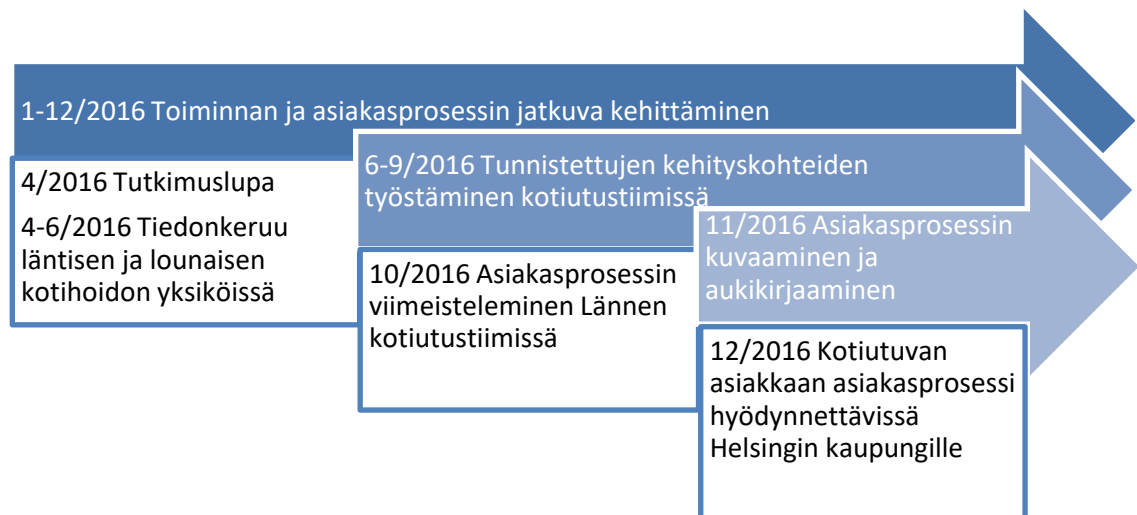 1-12/2016 Toiminnan ja asiakasprosessin jatkuva kehittäminen
4/2016 Tutkimuslupa
4-6/2016 Tiedonkeruu
läntisen ja lounaisen
kotihoidon yksiköissä
6-9/2016 Tunnistettujen kehityskohteiden
työstäminen kotiutustiimissä
10/2016 Asiakasprosessin
viimeisteleminen Lännen
kotiutustiimissä
11/2016 Asiakasprosessin
kuvaaminen ja
aukikirjaaminen
12/2016 Kotiutuvan
asiakkaan asiakasprosessi
hyödynnettävissä
Helsingin kaupungille